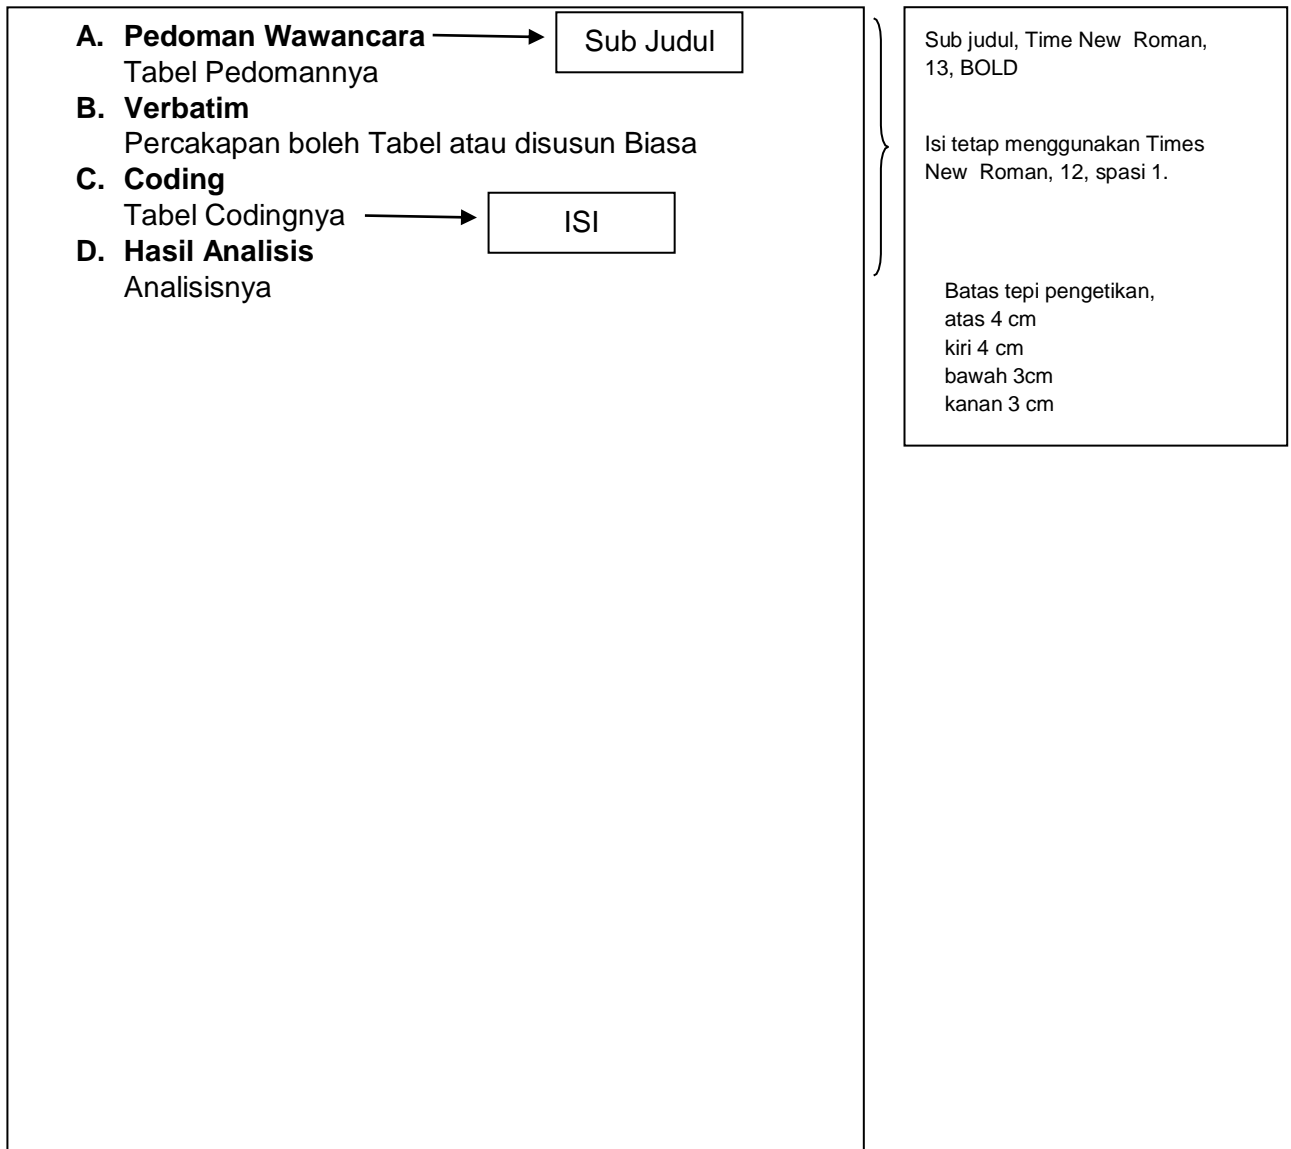 A. Pedoman Wawancara
Sub Judul
Tabel Pedomannya
B. Verbatim
Percakapan boleh Tabel atau disusun Biasa
C. Coding
Tabel Codingnya
ISI
D. Hasil Analisis
Analisisnya
Sub judul, Time New  Roman,
13, BOLD
Isi tetap menggunakan Times
New  Roman, 12, spasi 1.
Batas tepi pengetikan,
atas 4 cm
kiri 4 cm
bawah 3cm
kanan 3 cm